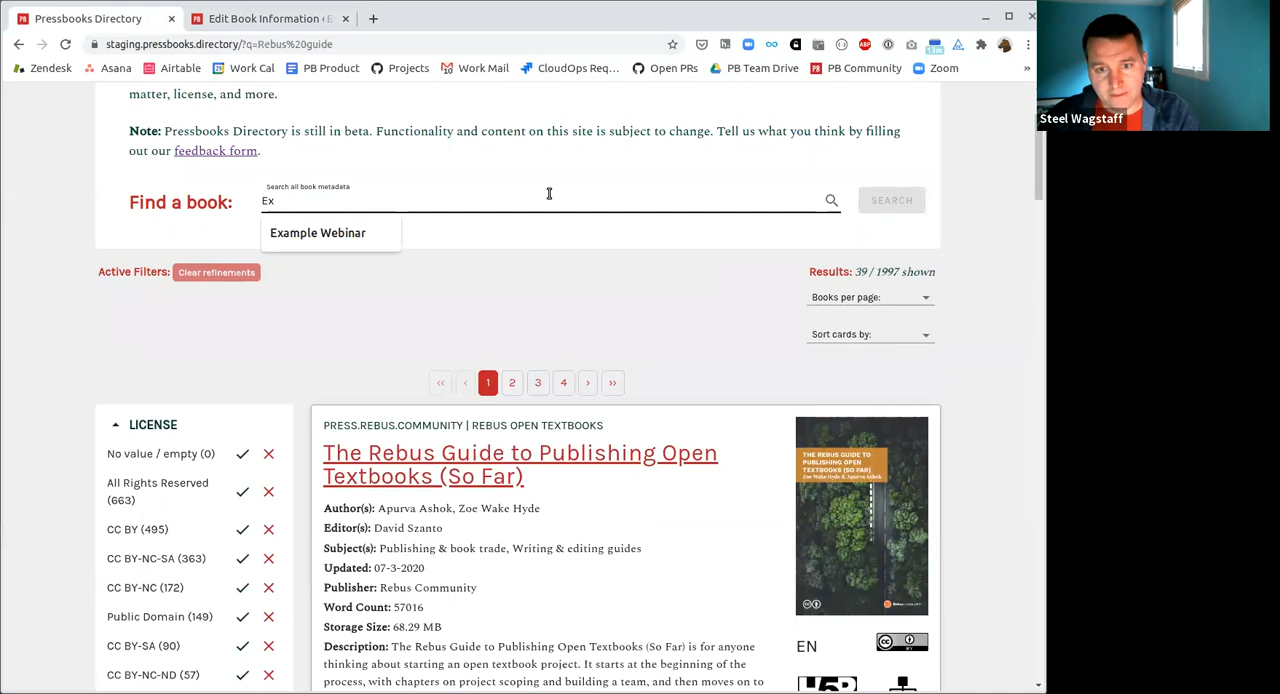 Pressbooks Directory
Edit Book Information ‹ E
staging.pressbooks.directory/?q=Rebus%20guide
ABP
13m
Zendesk
Asana
Airtable
Work Cal
PB Product
Projects
Work Mail
CloudOps Req...
Open PRs
PB Team Drive
PB Community
Zoom
»
Steel Wagstaff
matter, license, and more.
Note: Pressbooks Directory is still in beta. Functionality and content on this site is subject to change. Tell us what you think by filling
out our feedback form.
Search all book metadata
Find a book:
Ex
SEARCH
Example Webinar
Active Filters: Clear refinements
Results: 39 / 1997 shown
Books per page:
Sort cards by:
‹‹ ‹ 1 2 3 4 › ››
LICENSE
No value / empty (0)
All Rights Reserved
(663)
CC BY (495)
CC BY-NC-SA (363)
CC BY-NC (172)
Public Domain (149)
CC BY-SA (90)
CC BY-NC-ND (57)
PRESS.REBUS.COMMUNITY | REBUS OPEN TEXTBOOKS
The Rebus Guide to Publishing Open
Textbooks (So Far)
Author(s): Apurva Ashok, Zoe Wake Hyde
Editor(s): David Szanto
Subject(s): Publishing & book trade, Writing & editing guides
Updated: 07-3-2020
Publisher: Rebus Community
Word Count: 57016
Storage Size: 68.29 MB
Description: The Rebus Guide to Publishing Open Textbooks (So Far) is for anyone
thinking about starting an open textbook project. It starts at the beginning of the
process, with chapters on project scoping and building a team, and then moves on to
THE REBUS GUIDE TO
PUBLISHING OPEN
TEXTBOOKS (SO FAR)
Zoe Wake Hyde & Apurva Ashok
EN
CC
BY
H5P